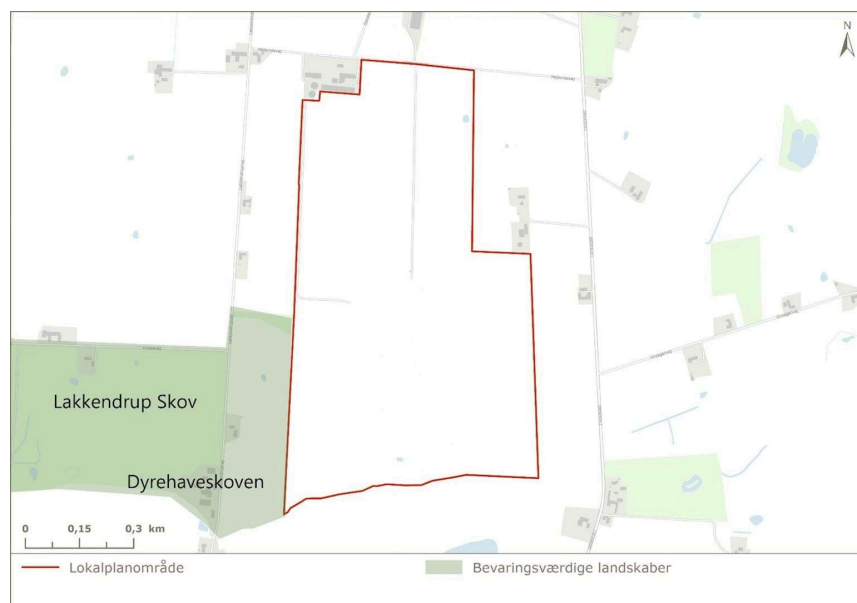 N
Lakkendrup Skov
Dyrehaveskoven
0 0,15 0,3 km
Lokalplanområde
Bevaringsværdige landskaber